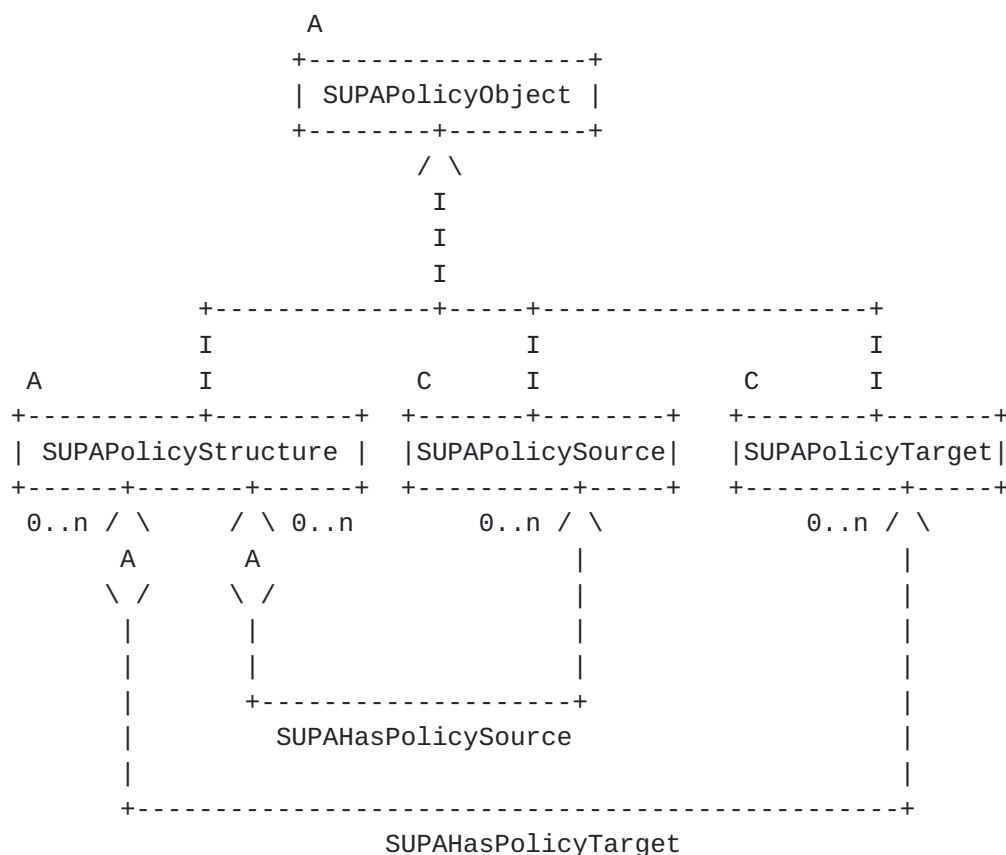 A
SUPAPolicyObject
I
I
I
I I I
A I C I C I
SUPAPolicyStructure SUPAPolicySource SUPAPolicyTarget
0..n 0..n 0..n 0..n
A A
SUPAHasPolicySource
SUPAHasPolicyTarget